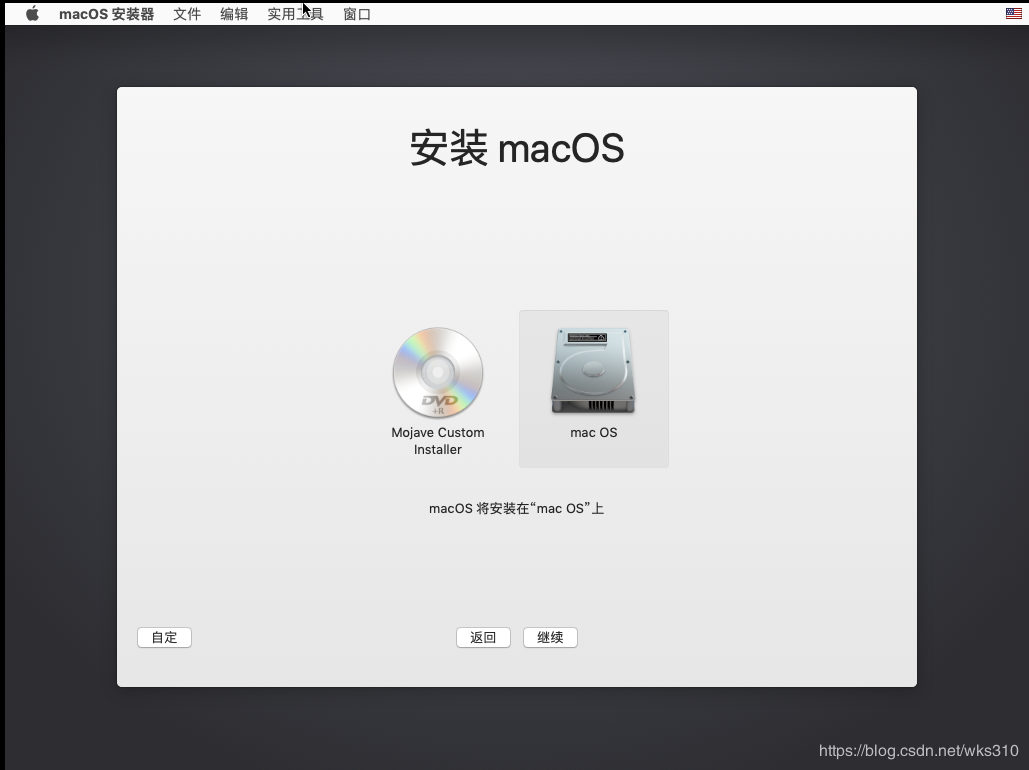 macOS 安装器 文件 编辑 实用工具 窗口
安装 macOS
DVD
+R
Mojave Custom
Installer
mac OS
macOS 将安装在“mac OS”上
自定 返回 继续
https://blog.csdn.net/wks310